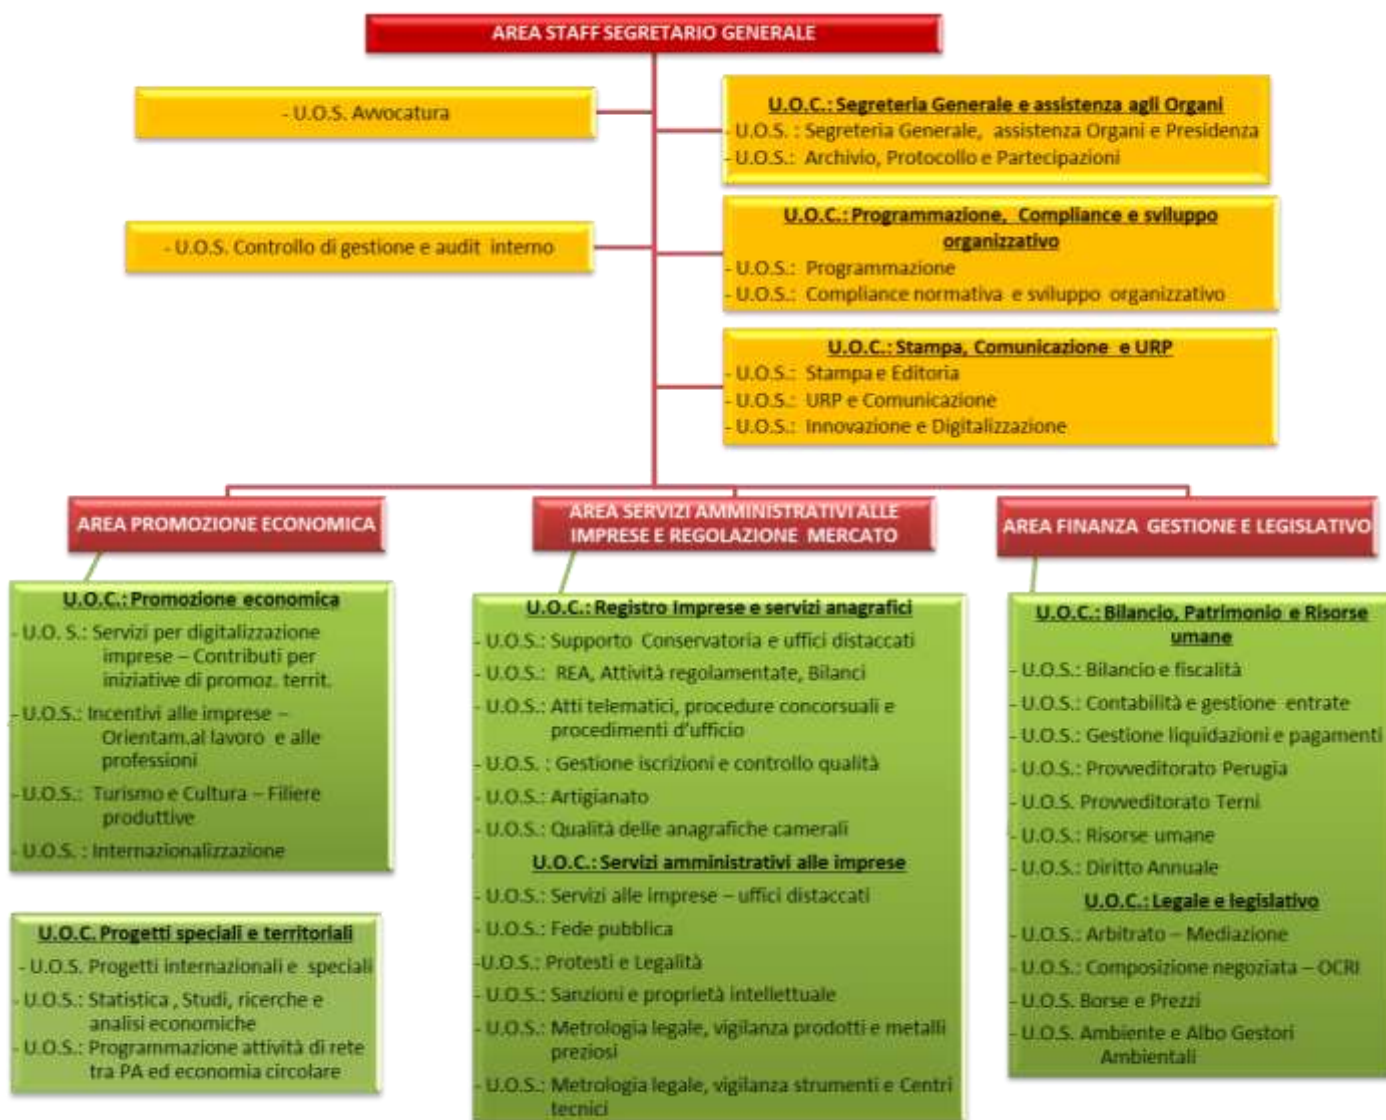 AREA STAFF SEGRETARIO GENERALE
- U.O.S. Avvocatura
U.O.C.: Segreteria Generale e assistenza agli Organi
- U.O.S. : Segreteria Generale, assistenza Organi e Presidenza
- U.O.S.: Archivio, Protocollo e Partecipazioni
- U.O.S. Controllo di gestione e audit interno
U.O.C.: Programmazione, Compliance e sviluppo
organizzativo
- U.O.S.: Programmazione
- U.O.S.: Compliance normativa e sviluppo organizzativo
U.O.C.: Stampa, Comunicazione e URP
- U.O.S.: Stampa e Editoria
- U.O.S.: URP e Comunicazione
- U.O.S.: Innovazione e Digitalizzazione
AREA PROMOZIONE ECONOMICA
U.O.C.: Promozione economica
- U.O. S.: Servizi per digitalizzazione
imprese – Contributi per
iniziative di promoz. territ.
- U.O.S.: Incentivi alle imprese –
Orientam.al lavoro e alle
professioni
- U.O.S.: Turismo e Cultura – Filiere
produttive
- U.O.S. : Internazionalizzazione
U.O.C. Progetti speciali e territoriali
- U.O.S. Progetti internazionali e speciali
- U.O.S.: Statistica , Studi, ricerche e
analisi economiche
- U.O.S.: Programmazione attività di rete
tra PA ed economia circolare
AREA SERVIZI AMMINISTRATIVI ALLE
IMPRESE E REGOLAZIONE MERCATO
U.O.C.: Registro Imprese e servizi anagrafici
- U.O.S.: Supporto Conservatoria e uffici distaccati
- U.O.S.: REA, Attività regolamentate, Bilanci
- U.O.S.: Atti telematici, procedure concorsuali e
procedimenti d'ufficio
- U.O.S. : Gestione iscrizioni e controllo qualità
- U.O.S.: Artigianato
- U.O.S.: Qualità delle anagrafiche camerali
U.O.C.: Servizi amministrativi alle imprese
- U.O.S.: Servizi alle imprese – uffici distaccati
- U.O.S.: Fede pubblica
-U.O.S.: Protesti e Legalità
- U.O.S.: Sanzioni e proprietà intellettuale
- U.O.S.: Metrologia legale, vigilanza prodotti e metalli
preziosi
- U.O.S.: Metrologia legale, vigilanza strumenti e Centri
tecnici
AREA FINANZA GESTIONE E LEGISLATIVO
U.O.C.: Bilancio, Patrimonio e Risorse
umane
- U.O.S.: Bilancio e fiscalità
- U.O.S.: Contabilità e gestione entrate
- U.O.S.: Gestione liquidazioni e pagamenti
- U.O.S.: Provveditorato Perugia
- U.O.S. Provveditorato Terni
- U.O.S.: Risorse umane
- U.O.S.: Diritto Annuale
U.O.C.: Legale e legislativo
- U.O.S.: Arbitrato – Mediazione
- U.O.S.: Composizione negoziata – OCRI
- U.O.S. Borse e Prezzi
- U.O.S. Ambiente e Albo Gestori
Ambientali